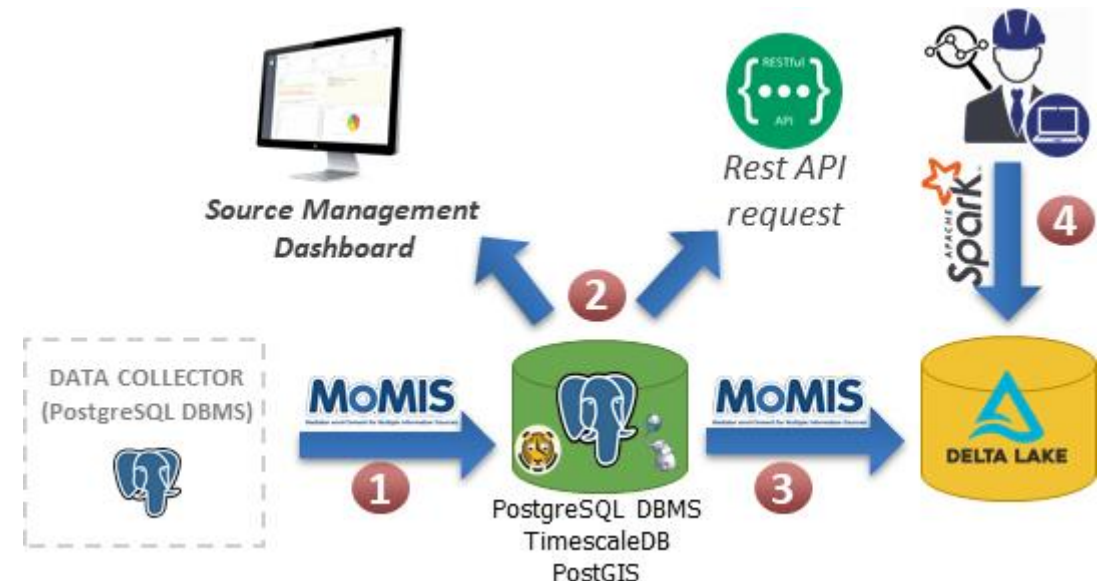 RESTful
API
Rest API
request
Source Management
Dashboard
APACHE
Spark
4
2
DATA COLLECTOR
(PostgreSQL DBMS)
MOMIS
1
PostgreSQL DBMS
TimescaleDB
PostGIS
MOMIS
3
DELTA LAKE